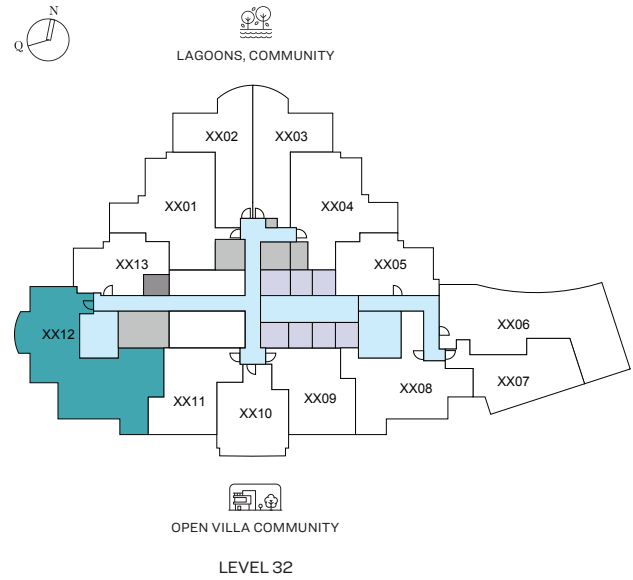 N
Q
LAGOONS, COMMUNITY
XX02
XX03
XX01
XX04
XX13
XX05
XX12
XX06
XX07
XX08
XX11
XX09
XX10
OPEN VILLA COMMUNITY
LEVEL 32